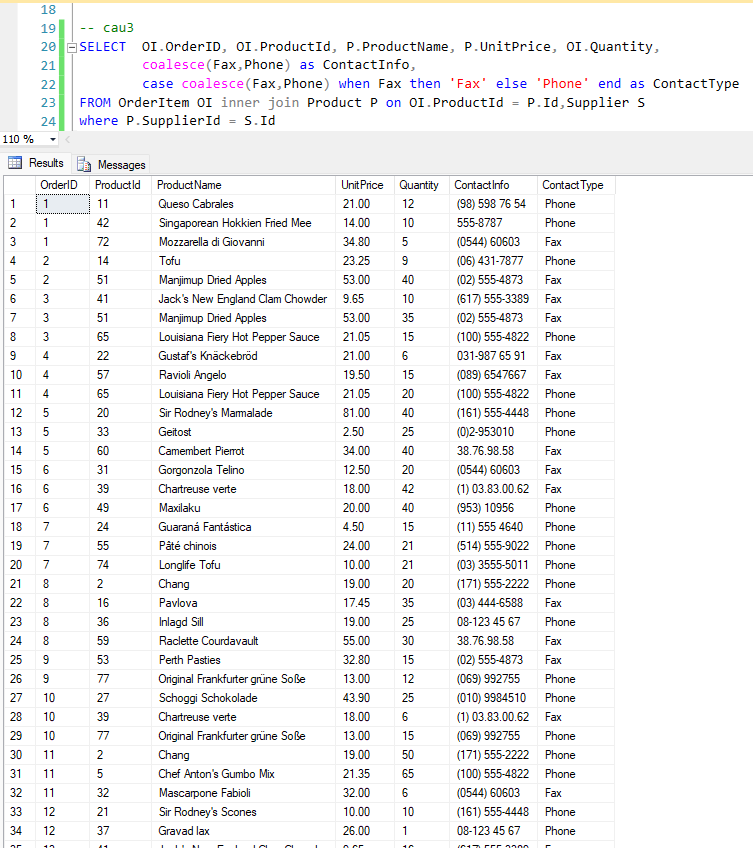 18
19 -- cau3
20 SELECT OI.OrderID, OI.ProductId, P.ProductName, P.UnitPrice, OI.Quantity,
21 coalesce(Fax,Phone) as ContactInfo,
22 case coalesce(Fax,Phone) when Fax then 'Fax' else 'Phone' end as ContactType
23 FROM OrderItem OI inner join Product P on OI.ProductId = P.Id,Supplier S
24 where P.SupplierId = S.Id
110 %
Results Messages
OrderID ProductId ProductName UnitPrice Quantity ContactInfo ContactType
1 1 11 Queso Cabrales 21.00 12 (98) 598 76 54 Phone
2 1 42 Singaporean Hokkien Fried Mee 14.00 10 555-8787 Phone
3 1 72 Mozzarella di Giovanni 34.80 5 (0544) 60603 Fax
4 2 14 Tofu 23.25 9 (06) 431-7877 Phone
5 2 51 Manjimup Dried Apples 53.00 40 (02) 555-4873 Fax
6 3 41 Jack's New England Clam Chowder 9.65 10 (617) 555-3389 Fax
7 3 51 Manjimup Dried Apples 53.00 35 (02) 555-4873 Fax
8 3 65 Louisiana Fiery Hot Pepper Sauce 21.05 15 (100) 555-4822 Phone
9 4 22 Gustaf's Knäckebröd 21.00 6 031-987 65 91 Fax
10 4 57 Ravioli Angelo 19.50 15 (089) 6547667 Fax
11 4 65 Louisiana Fiery Hot Pepper Sauce 21.05 20 (100) 555-4822 Phone
12 5 20 Sir Rodney's Marmalade 81.00 40 (161) 555-4448 Phone
13 5 33 Geitost 2.50 25 (0)2-953010 Phone
14 5 60 Camembert Pierrot 34.00 40 38.76.98.58 Fax
15 6 31 Gorgonzola Telino 12.50 20 (0544) 60603 Fax
16 6 39 Chartreuse verte 18.00 42 (1) 03.83.00.62 Fax
17 6 49 Maxilaku 20.00 40 (953) 10956 Phone
18 7 24 Guaraná Fantástica 4.50 15 (11) 555 4640 Phone
19 7 55 Pâté chinois 24.00 21 (514) 555-9022 Phone
20 7 74 Longlife Tofu 10.00 21 (03) 3555-5011 Phone
21 8 2 Chang 19.00 20 (171) 555-2222 Phone
22 8 16 Pavlova 17.45 35 (03) 444-6588 Fax
23 8 36 Inlagd Sill 19.00 25 08-123 45 67 Phone
24 8 59 Raclette Courdavault 55.00 30 38.76.98.58 Fax
25 9 53 Perth Pasties 32.80 15 (02) 555-4873 Fax
26 9 77 Original Frankfurter grüne Soße 13.00 12 (069) 992755 Phone
27 10 27 Schoggi Schokolade 43.90 25 (010) 9984510 Phone
28 10 39 Chartreuse verte 18.00 6 (1) 03.83.00.62 Fax
29 10 77 Original Frankfurter grüne Soße 13.00 15 (069) 992755 Phone
30 11 2 Chang 19.00 50 (171) 555-2222 Phone
31 11 5 Chef Anton's Gumbo Mix 21.35 65 (100) 555-4822 Phone
32 11 32 Mascarpone Fabioli 32.00 6 (0544) 60603 Fax
33 12 21 Sir Rodney's Scones 10.00 10 (161) 555-4448 Phone
34 12 37 Gravad lax 26.00 1 08-123 45 67 Phone